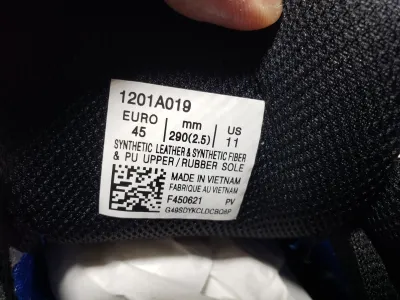 1201A019
EURO mm US
45 290(2.5) 11
SYNTHETIC LEATHER & SYNTHETIC FIBER
& PU UPPER/RUBBER SOLE
MADE IN VIETNAM
FABRIQUE AU VIETNAM
F450621 PV